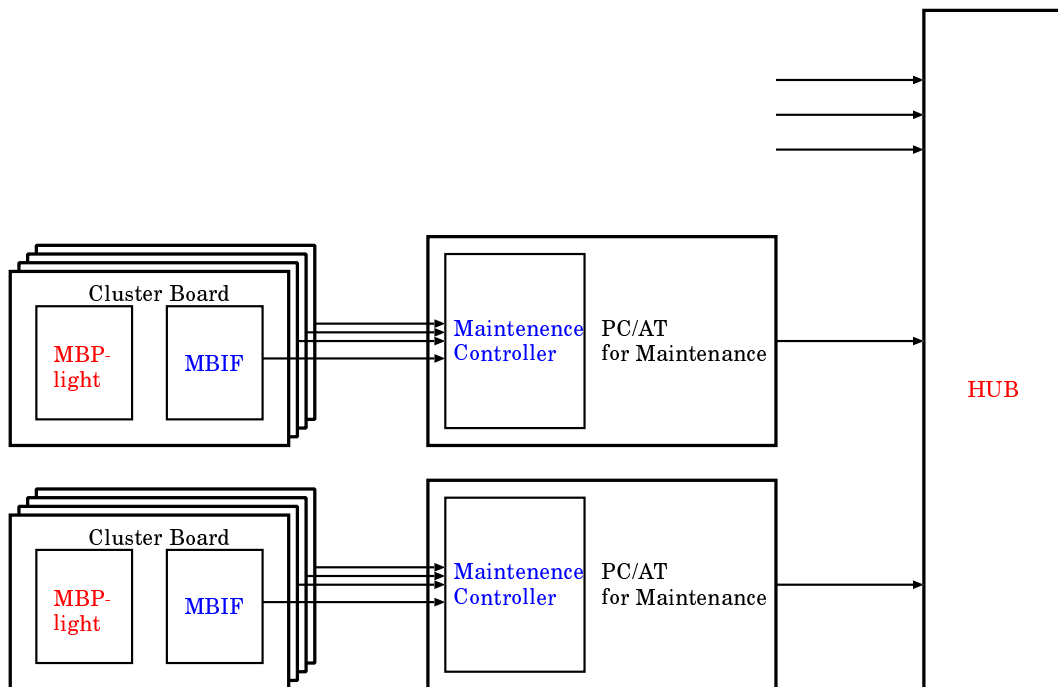 Cluster Board
MBP-
light
MBIF
Maintenence
Controller
PC/AT
for Maintenance
HUB
Cluster Board
MBP-
light
MBIF
Maintenence
Controller
PC/AT
for Maintenance